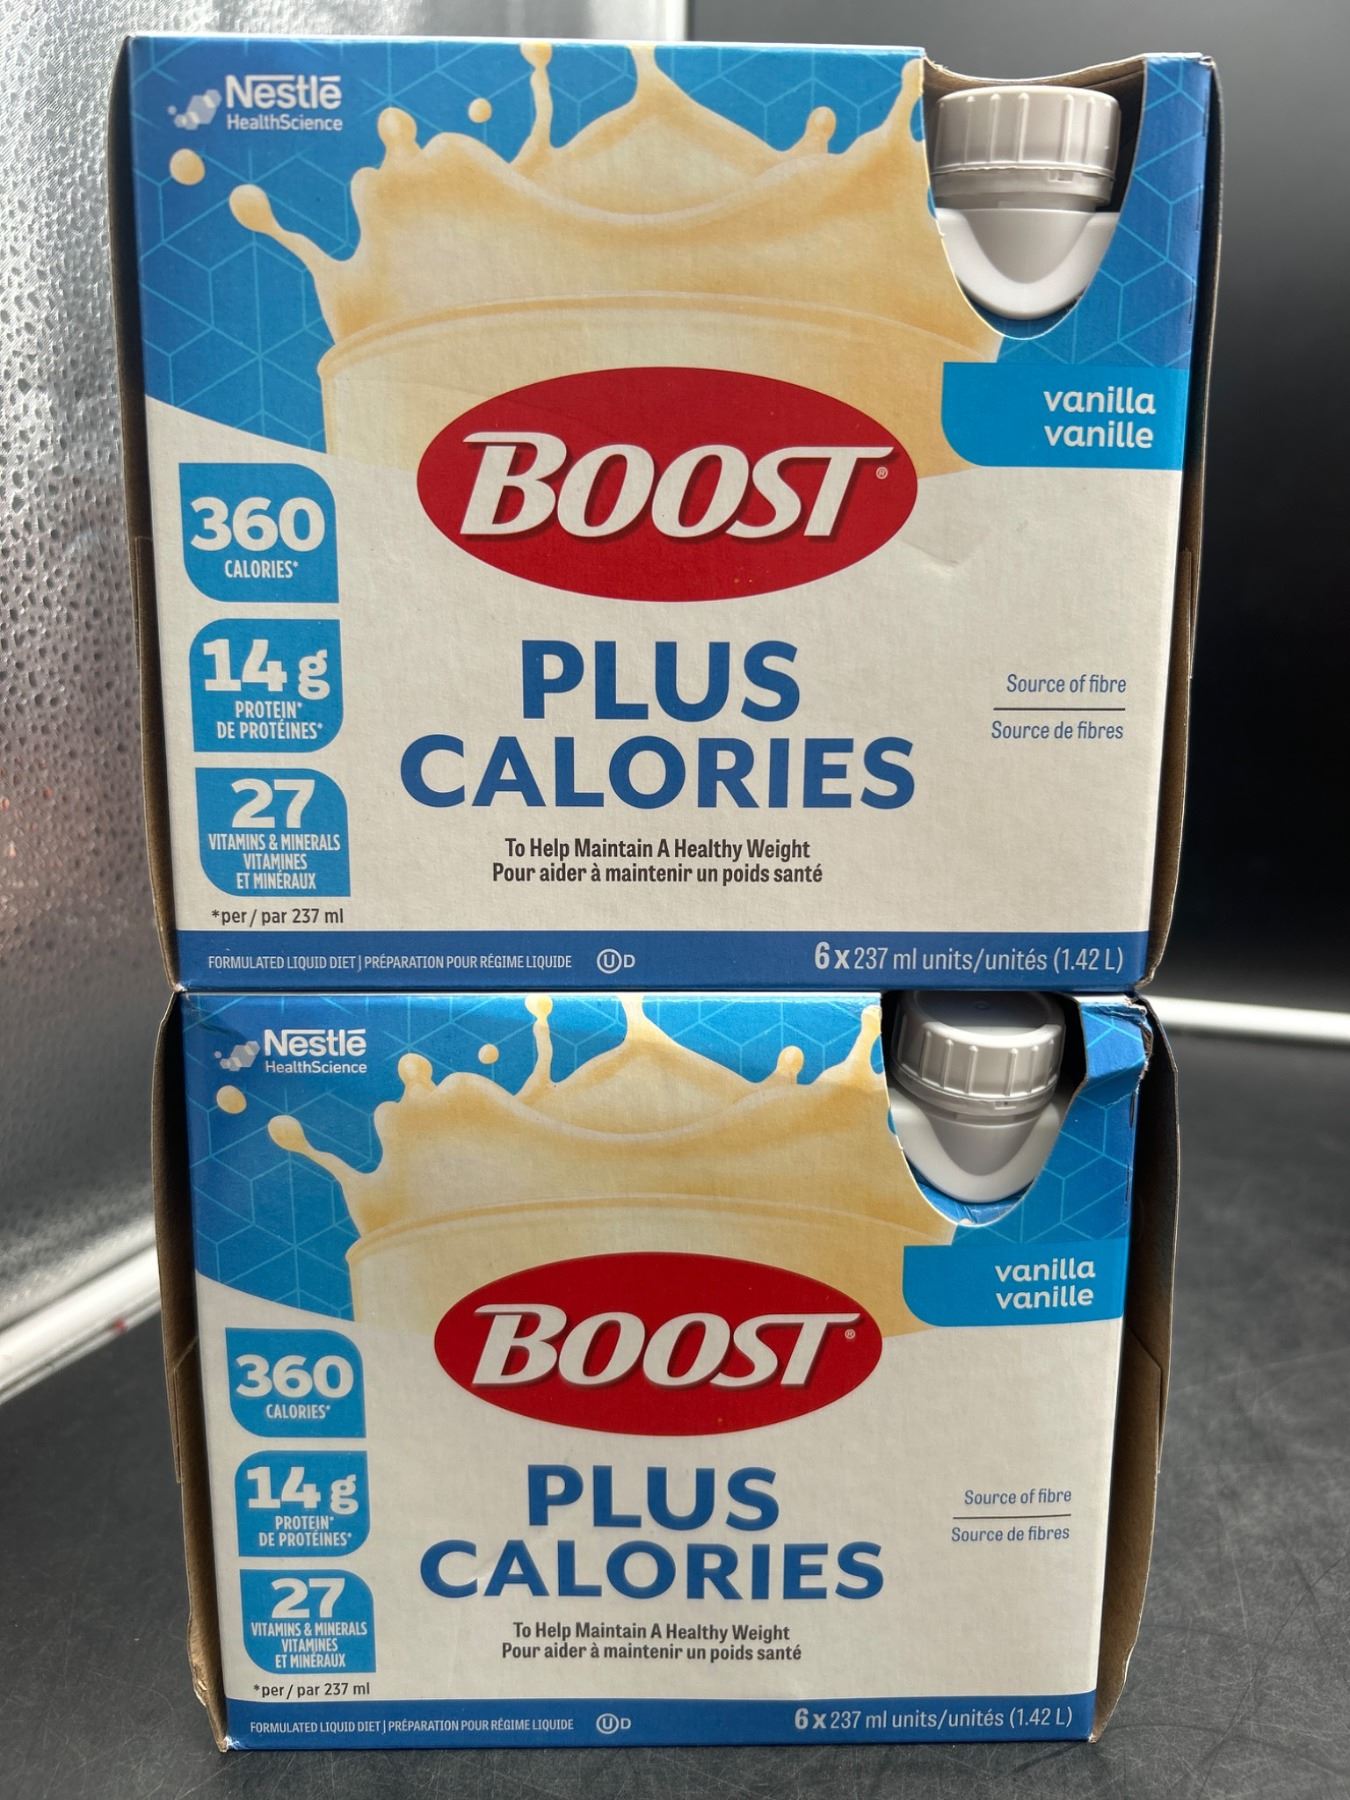 Nestlē
HealthScience
vanilla
vanille
BOOST®
360
CALORIES*
14 g
PROTEIN*
DE PROTÉINES*
27
VITAMINS & MINERALS
VITAMINES
ET MINÉRAUX
*per / par 237 ml
PLUS
CALORIES
Source of fibre
Source de fibres
To Help Maintain A Healthy Weight
Pour aider à maintenir un poids santé
FORMULATED LIQUID DIET | PRÉPARATION POUR RÉGIME LIQUIDE U D
6 x 237 ml units/unités (1.42 L)
Nestlē
HealthScience
vanilla
vanille
BOOST®
360
CALORIES*
14 g
PROTEIN*
DE PROTÉINES*
27
VITAMINS & MINERALS
VITAMINES
ET MINÉRAUX
*per / par 237 ml
PLUS
CALORIES
Source of fibre
Source de fibres
To Help Maintain A Healthy Weight
Pour aider à maintenir un poids santé
FORMULATED LIQUID DIET | PRÉPARATION POUR RÉGIME LIQUIDE U D
6 x 237 ml units/unités (1.42 L)